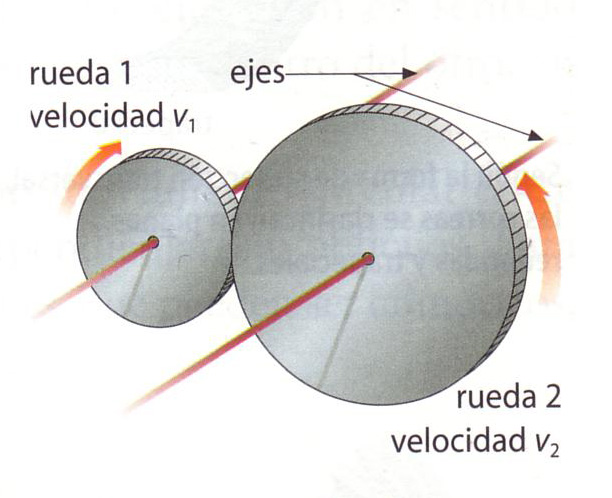 rueda 1
velocidad v₁
ejes
rueda 2
velocidad v₂